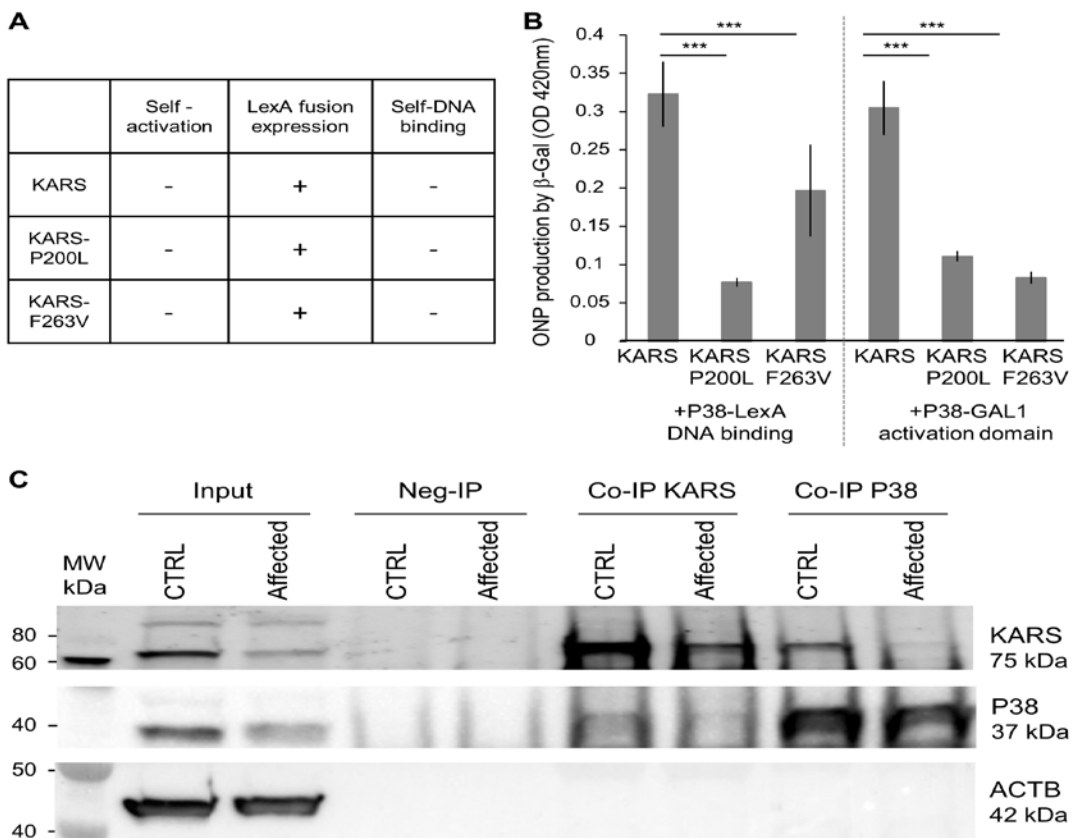 A
Self -
activation
LexA fusion
expression
Self-DNA
binding
KARS
-
+
-
KARS-
P200L
-
+
-
KARS-
F263V
-
+
-
B
ONP production by β-Gal (OD 420nm)
0.4
0.35
0.3
0.25
0.2
0.15
0.1
0.05
0
***
***
***
***
KARS
KARS
P200L
KARS
F263V
KARS
KARS
P200L
KARS
F263V
+P38-LexA
DNA binding
+P38-GAL1
activation domain
C
Input
Neg-IP
Co-IP KARS
Co-IP P38
MW
kDa
CTRL
Affected
CTRL
Affected
CTRL
Affected
CTRL
Affected
80 -
60 -
KARS
75 kDa
40 -
P38
37 kDa
50 -
40 -
ACTB
42 kDa